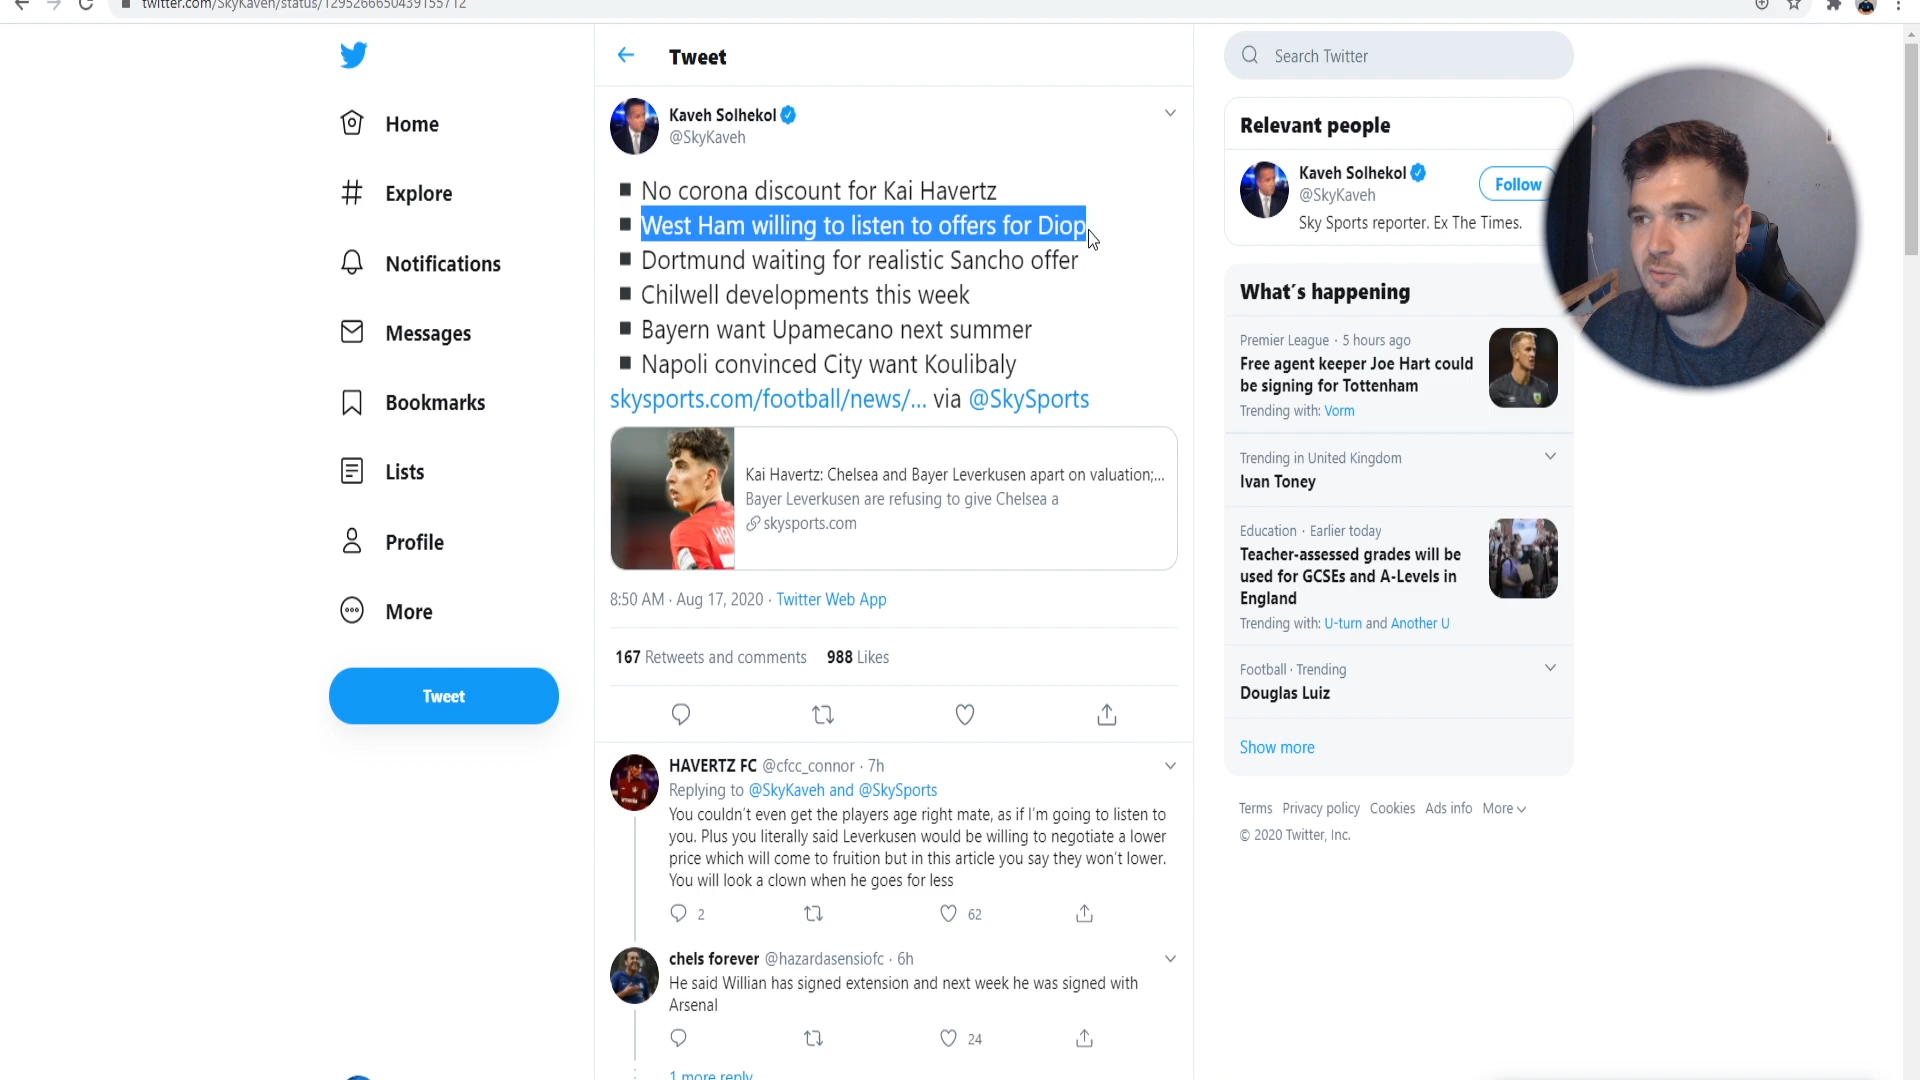 twitter.com/SkyKaveh/status/1295266650439155712
Tweet
Search Twitter
Home
Explore
Notifications
Messages
Bookmarks
Lists
Profile
More
Tweet
Kaveh Solhekol
@SkyKaveh
No corona discount for Kai Havertz
West Ham willing to listen to offers for Diop
Dortmund waiting for realistic Sancho offer
Chilwell developments this week
Bayern want Upamecano next summer
Napoli convinced City want Koulibaly
skysports.com/football/news/... via @SkySports
Kai Havertz: Chelsea and Bayer Leverkusen apart on valuation;...
Bayer Leverkusen are refusing to give Chelsea a
skysports.com
8:50 AM · Aug 17, 2020 · Twitter Web App
167 Retweets and comments 988 Likes
HAVERTZ FC @cfcc_connor · 7h
Replying to @SkyKaveh and @SkySports
You couldn't even get the players age right mate, as if I'm going to listen to
you. Plus you literally said Leverkusen would be willing to negotiate a lower
price which will come to fruition but in this article you say they won't lower.
You will look a clown when he goes for less
2 62
chels forever @hazardasensiofc · 6h
He said Willian has signed extension and next week he was signed with
Arsenal
24
1 more reply
Relevant people
Kaveh Solhekol
@SkyKaveh
Follow
Sky Sports reporter. Ex The Times.
What's happening
Premier League · 5 hours ago
Free agent keeper Joe Hart could
be signing for Tottenham
Trending with: Vorm
Trending in United Kingdom
Ivan Toney
Education · Earlier today
Teacher-assessed grades will be
used for GCSEs and A-Levels in
England
Trending with: U-turn and Another U
Football · Trending
Douglas Luiz
Show more
Terms Privacy policy Cookies Ads info More
© 2020 Twitter, Inc.